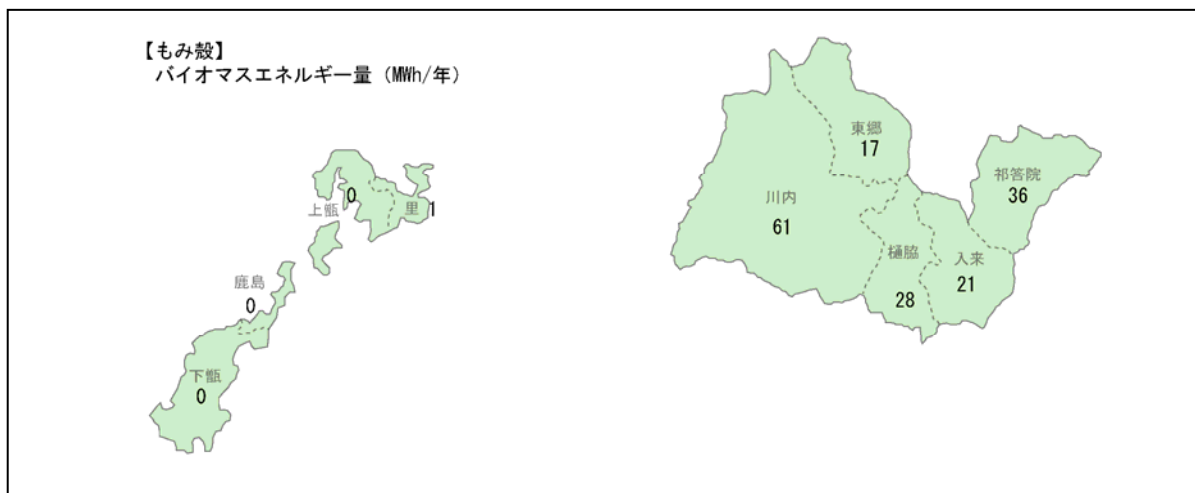 【もみ殻】
バイオマスエネルギー量（MWh/年）
東郷
17
祁答院
36
川内
61
樋脇
28
入来
21
上甑
0
里
1
鹿島
0
下甑
0